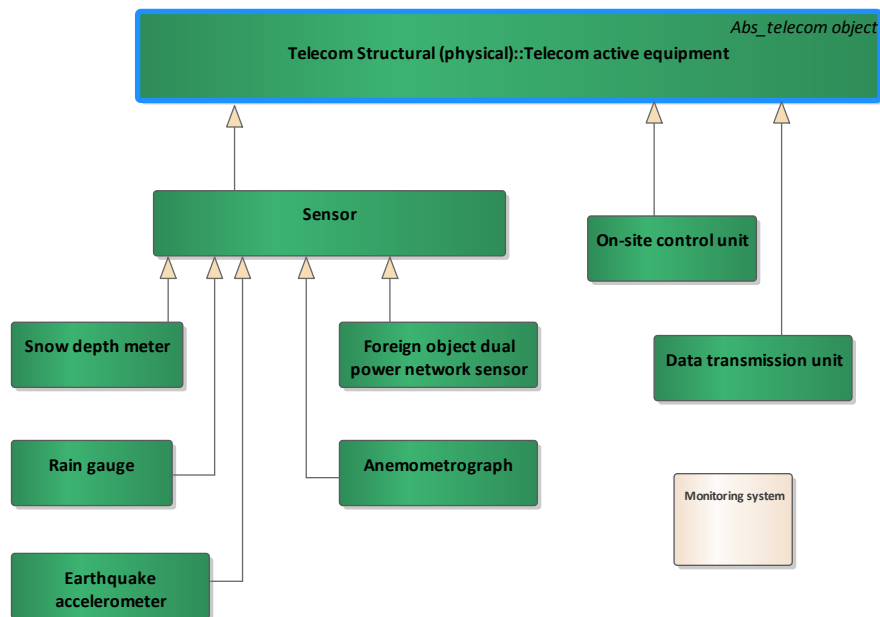 Abs_telecom object
Telecom Structural (physical)::Telecom active equipment
Sensor
On-site control unit
Snow depth meter
Foreign object dual
power network sensor
Data transmission unit
Rain gauge
Anemometrograph
Monitoring system
Earthquake
accelerometer